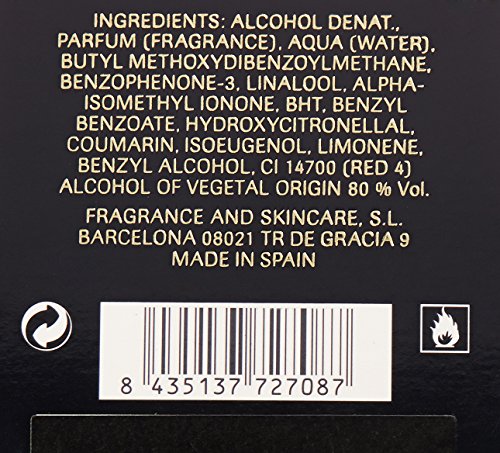 INGREDIENTS: ALCOHOL DENAT.,
PARFUM (FRAGRANCE), AQUA (WATER),
BUTYL METHOXYDIBENZOYLMETHANE,
BENZOPHENONE-3, LINALOOL, ALPHA-
ISOMETHYL IONONE, BHT, BENZYL
BENZOATE, HYDROXYCITRONELLAL,
COUMARIN, ISOEUGENOL, LIMONENE,
BENZYL ALCOHOL, CI 14700 (RED 4)
ALCOHOL OF VEGETAL ORIGIN 80 % Vol.
FRAGRANCE AND SKINCARE, S.L.
BARCELONA 08021 TR DE GRACIA 9
MADE IN SPAIN
8 435137 727087